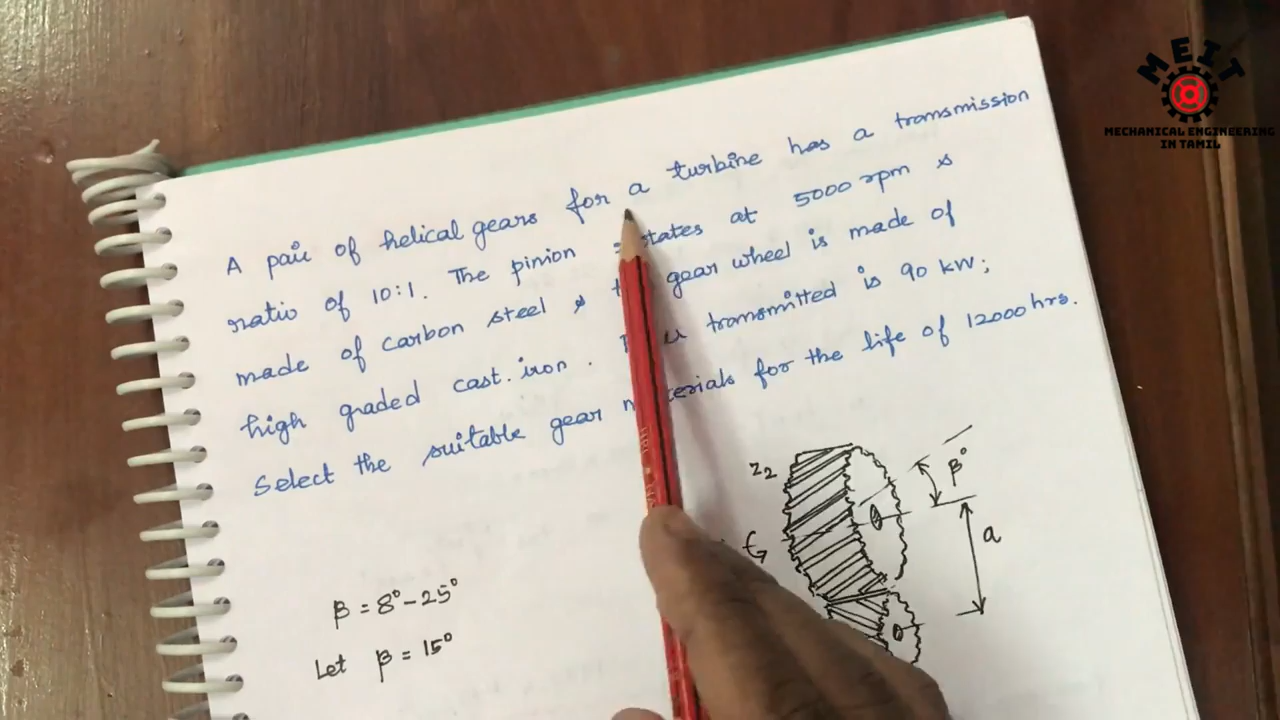 A pair of helical gears for a turbine has a transmission
ratio of 10:1. The pinion rotates at 5000 rpm &
made of carbon steel & gear wheel is made of
high graded cast.iron. transmitted is 90 kW;
Select the suitable gear materials for the life of 12000 hrs.
β = 8° - 25°
Let β = 15°
z2
β°
a
MEIT
MECHANICAL ENGINEERING
IN TAMIL